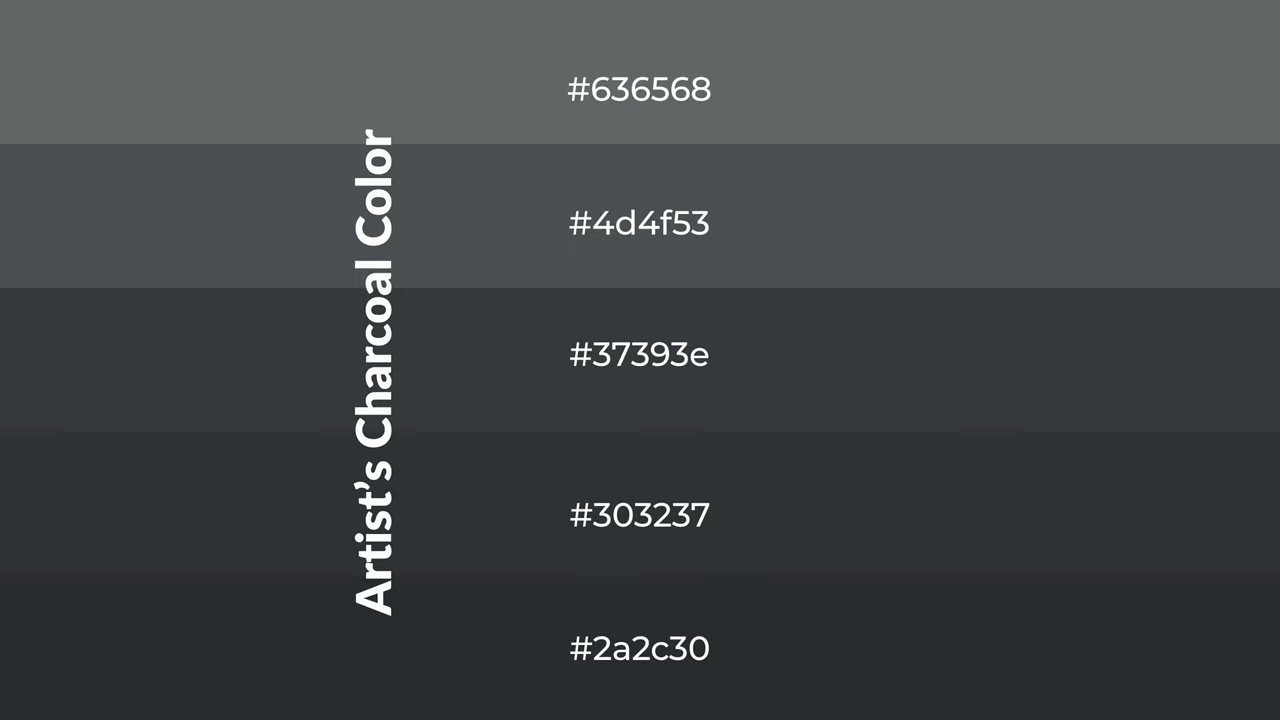 Artist’s Charcoal Color
#636568
#4d4f53
#37393e
#303237
#2a2c30